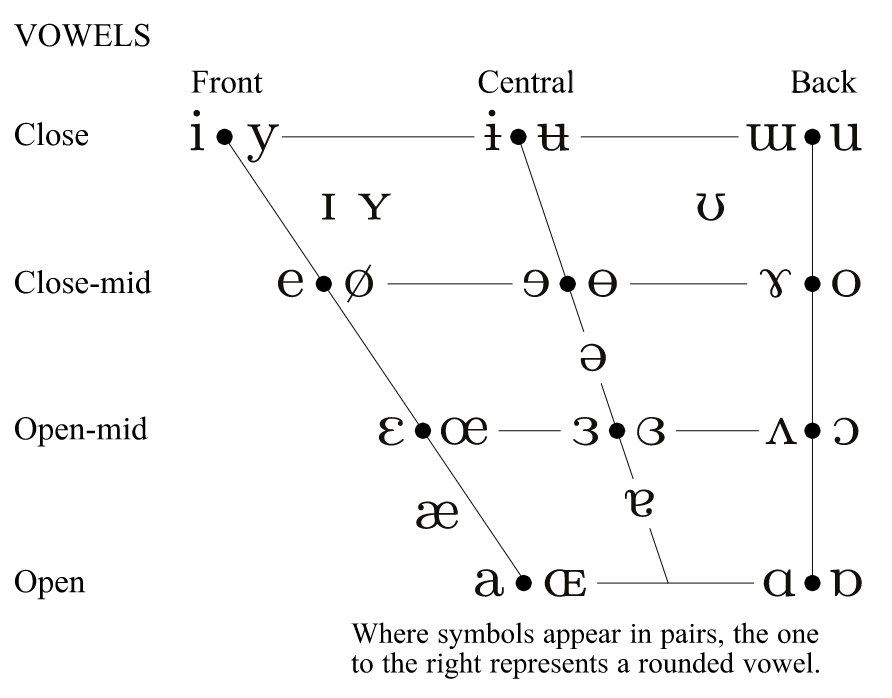 VOWELS
Front Central Back
Close i y ɨ ʉ ɯ u
ɪ ʏ ʊ
Close-mid e ø ɘ ɵ ɤ o
ə
Open-mid ɛ œ ɜ ɞ ʌ ɔ
æ ɐ
Open a ɶ ɑ ɒ
Where symbols appear in pairs, the one
to the right represents a rounded vowel.